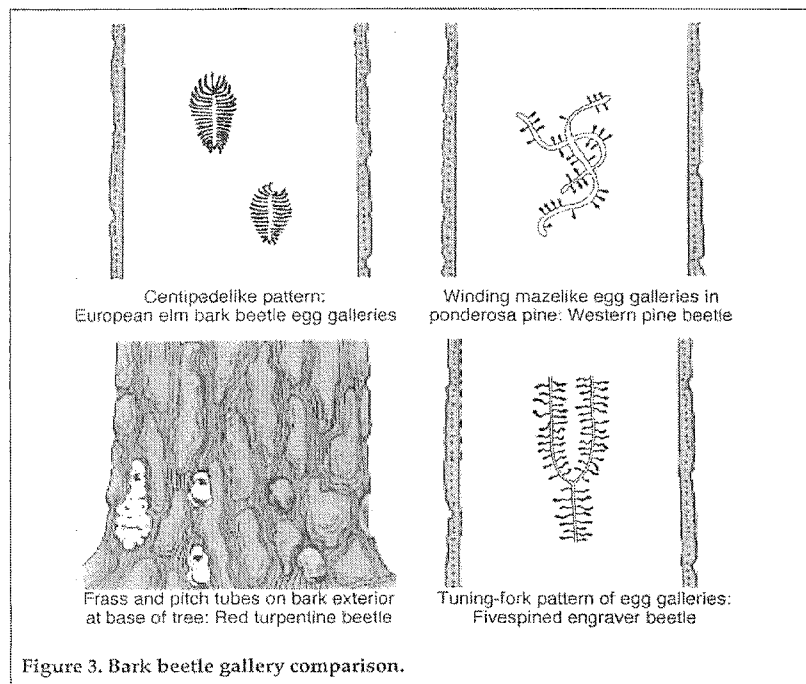 Centipedelike pattern:
European elm bark beetle egg galleries
Winding mazelike egg galleries in
ponderosa pine: Western pine beetle
Frass and pitch tubes on bark exterior
at base of tree: Red turpentine beetle
Tuning-fork pattern of egg galleries:
Fivespined engraver beetle
Figure 3. Bark beetle gallery comparison.